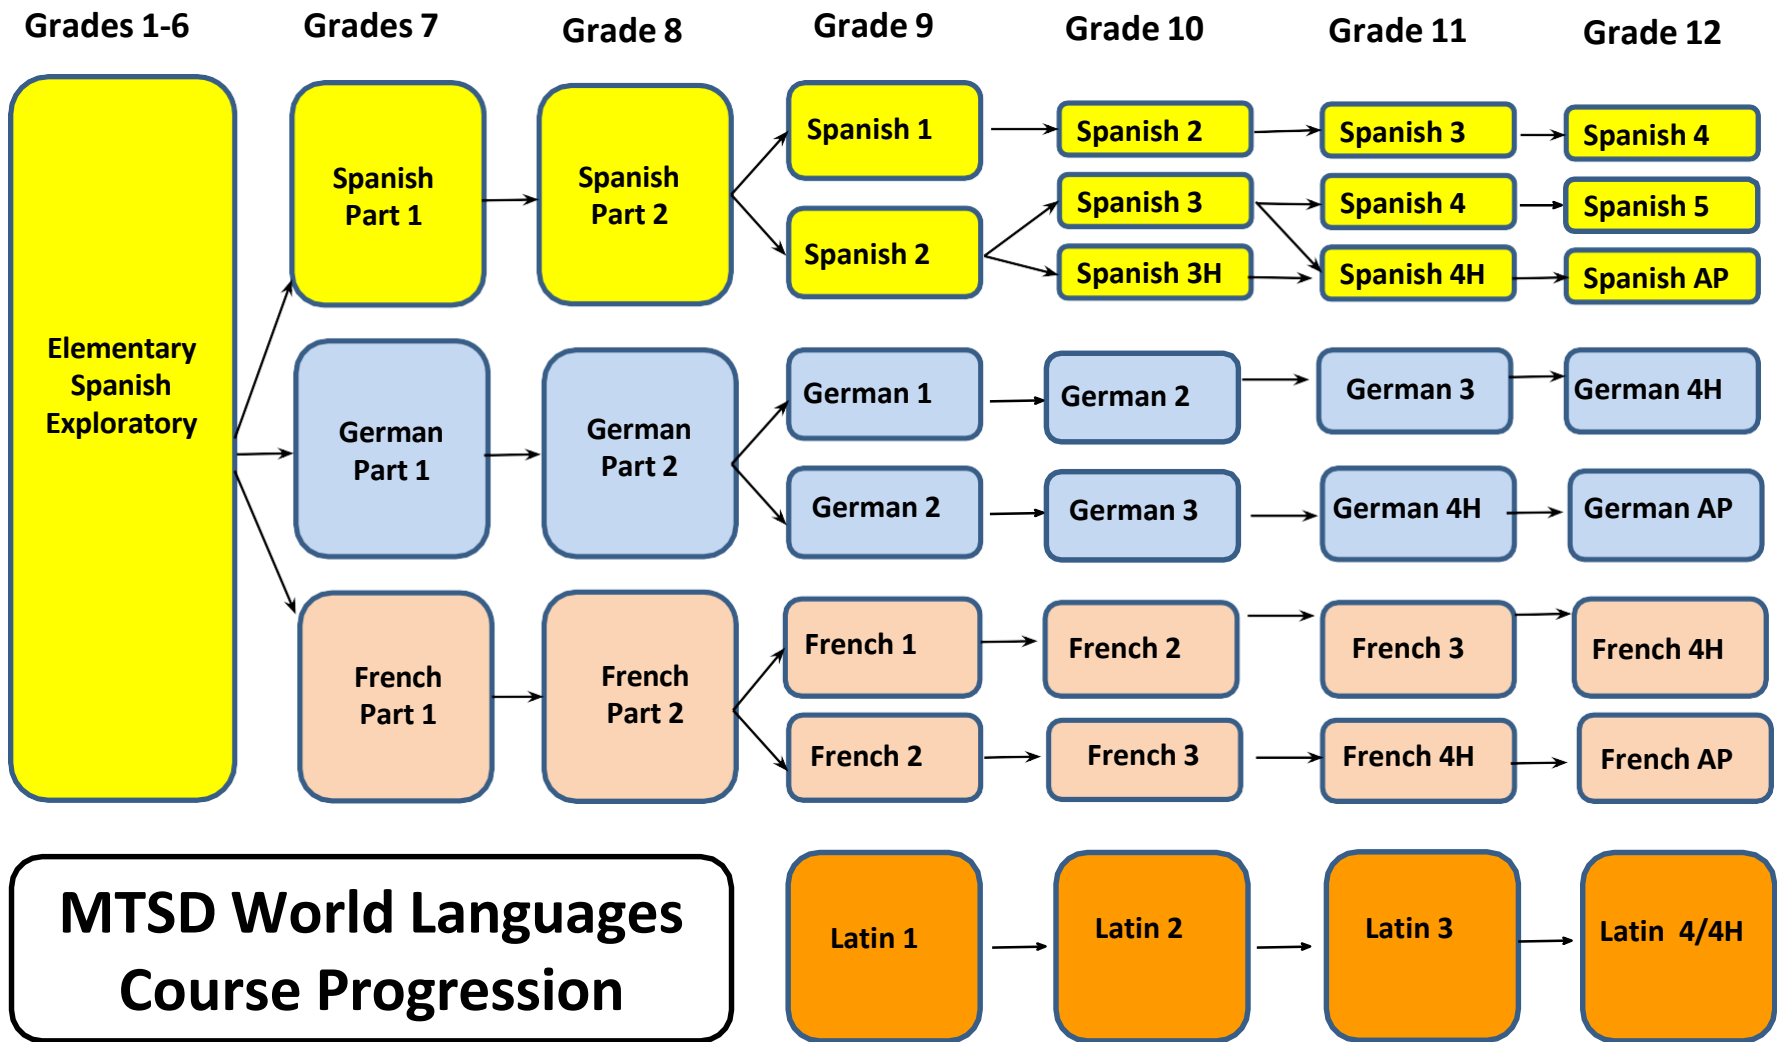 Grades 1-6
Grades 7
Grade 8
Grade 9
Grade 10
Grade 11
Grade 12
Elementary
Spanish
Exploratory
Spanish
Part 1
Spanish
Part 2
Spanish 1
Spanish 2
Spanish 3
Spanish 4
Spanish 2
Spanish 3
Spanish 4
Spanish 5
Spanish 3H
Spanish 4H
Spanish AP
German
Part 1
German
Part 2
German 1
German 2
German 3
German 4H
German 2
German 3
German 4H
German AP
French
Part 1
French
Part 2
French 1
French 2
French 3
French 4H
French 2
French 3
French 4H
French AP
MTSD World Languages
Course Progression
Latin 1
Latin 2
Latin 3
Latin  4/4H